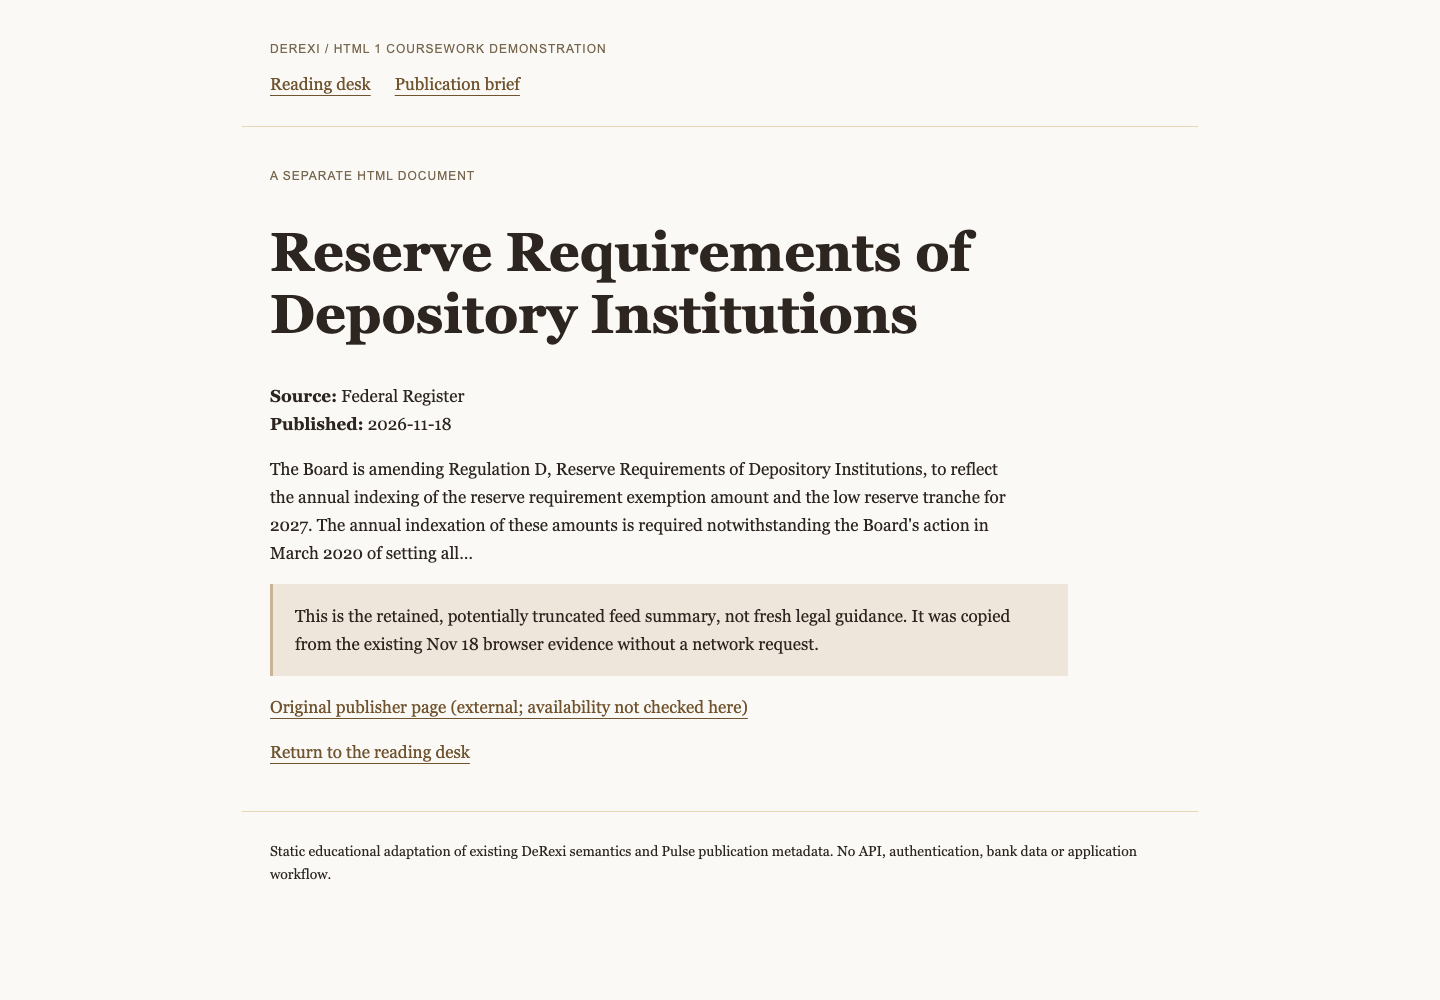 DEREXI / HTML 1 COURSEWORK DEMONSTRATION
Reading desk Publication brief
A SEPARATE HTML DOCUMENT
Reserve Requirements of
Depository Institutions
Source: Federal Register
Published: 2026-11-18
The Board is amending Regulation D, Reserve Requirements of Depository Institutions, to reflect
the annual indexing of the reserve requirement exemption amount and the low reserve tranche for
2027. The annual indexation of these amounts is required notwithstanding the Board's action in
March 2020 of setting all...
This is the retained, potentially truncated feed summary, not fresh legal guidance. It was copied
from the existing Nov 18 browser evidence without a network request.
Original publisher page (external; availability not checked here)
Return to the reading desk
Static educational adaptation of existing DeRexi semantics and Pulse publication metadata. No API, authentication, bank data or application
workflow.